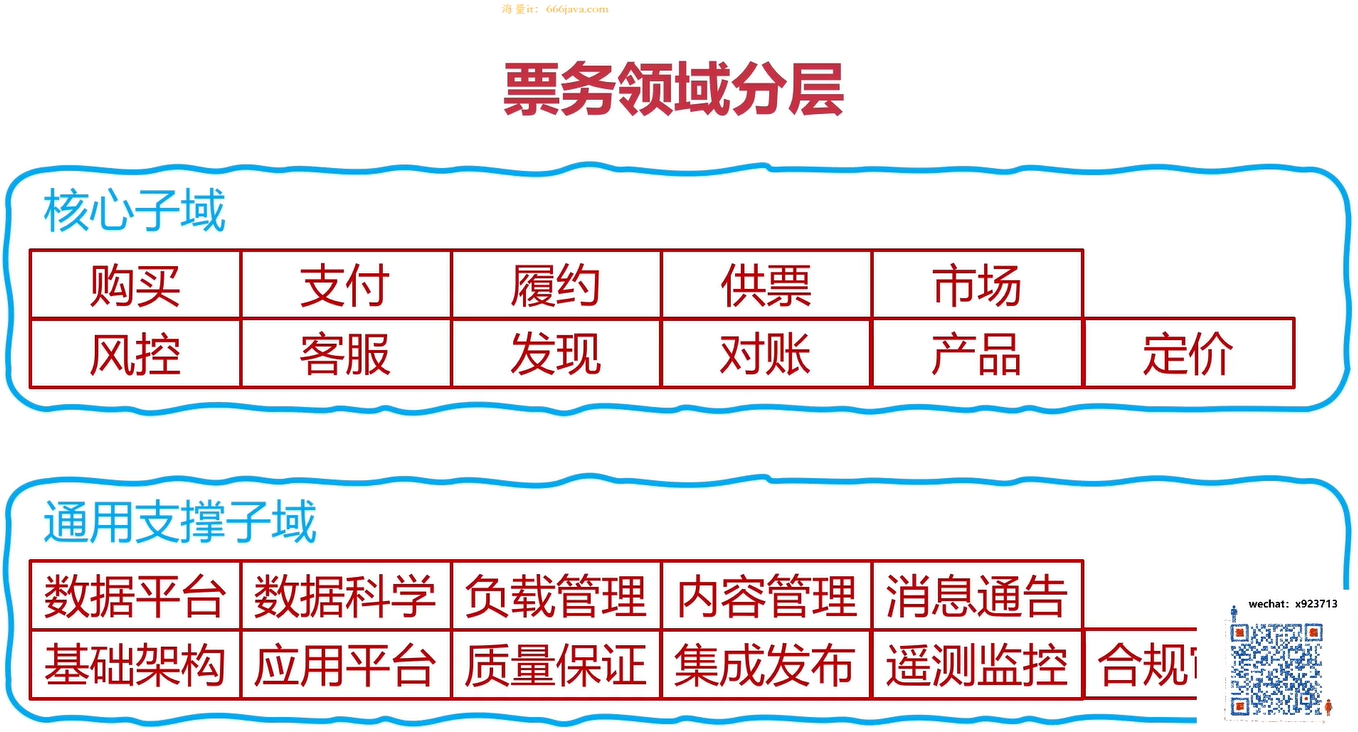 海量it：666java.com
票务领域分层
核心子域
购买 支付 履约 供票 市场
风控 客服 发现 对账 产品 定价
通用支撑子域
数据平台 数据科学 负载管理 内容管理 消息通告
wechat：x923713
基础架构 应用平台 质量保证 集成发布 遥测监控 合规